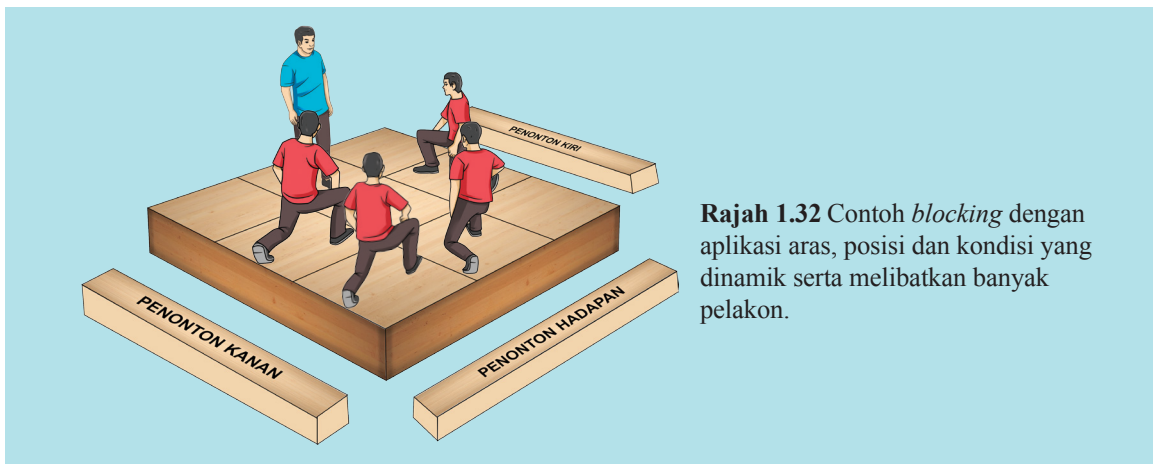 PENONTON KIRI
PENONTON KANAN
PENONTON HADAPAN
Rajah 1.32 Contoh blocking dengan
aplikasi aras, posisi dan kondisi yang
dinamik serta melibatkan banyak
pelakon.